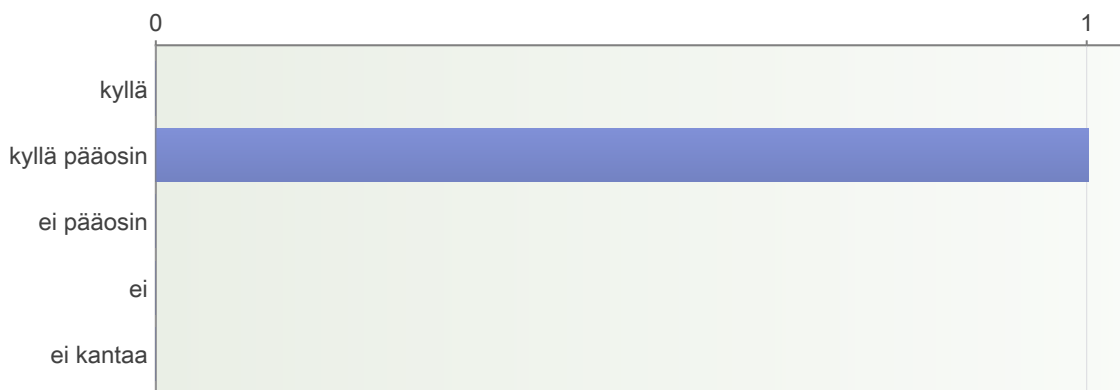 0 1
kyllä
kyllä pääosin
ei pääosin
ei
ei kantaa